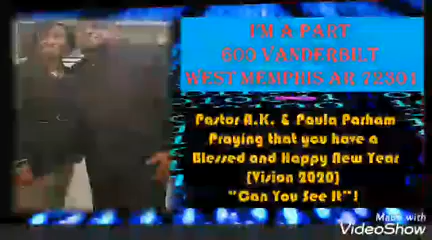 I'M A PART
600 VANDERBILT
WEST MEMPHIS AR 72301
Pastor A.K. & Paula Parham
Praying that you have a
Blessed and Happy New Year
(Vision 2020)
"Can You See It"!
Made with
VideoShow